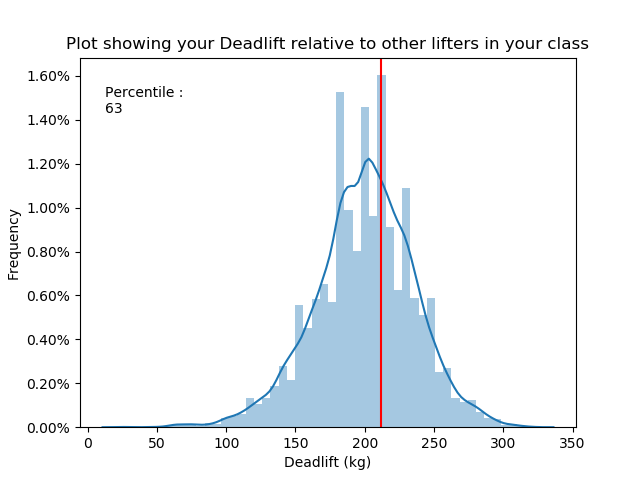 Plot showing your Deadlift relative to other lifters in your class
1.60%
1.40%
1.20%
1.00%
0.80%
0.60%
0.40%
0.20%
0.00%
Frequency
Percentile :
63
0 50 100 150 200 250 300 350
Deadlift (kg)